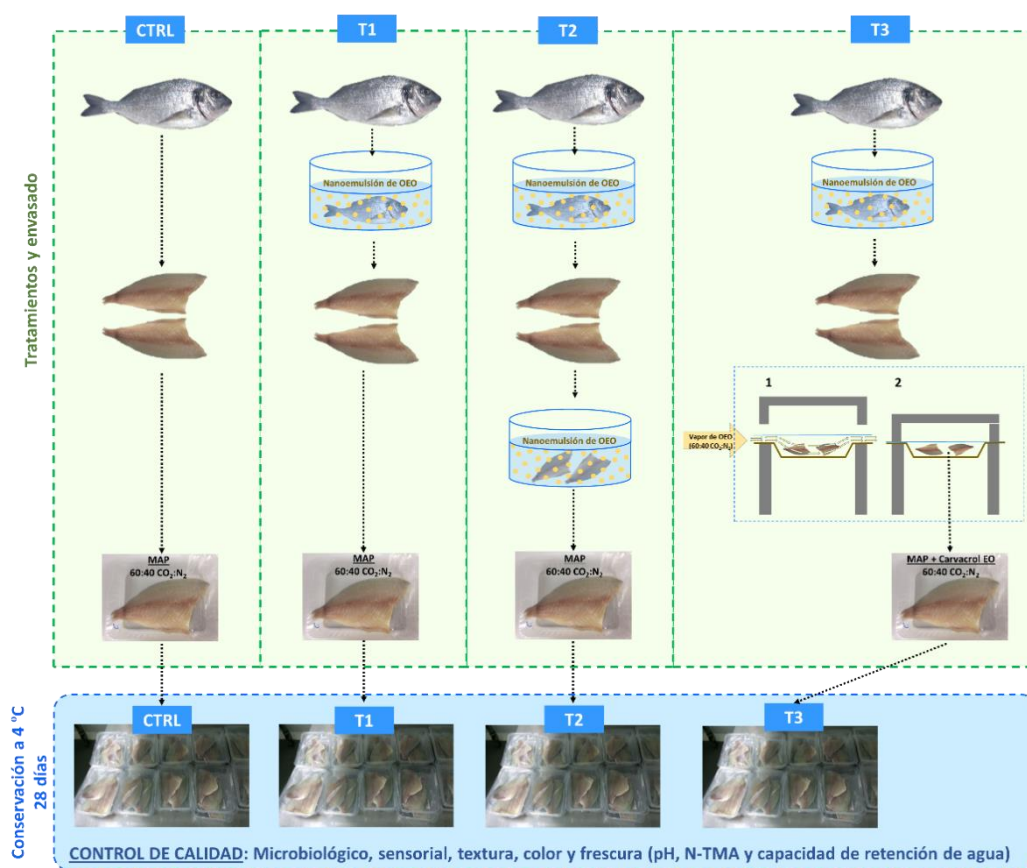 CTRL
T1
T2
T3
Tratamientos y envasado
Nanoemulsión de OEO
Nanoemulsión de OEO
Nanoemulsión de OEO
1
2
Vapor de OEO
(60:40 CO₂:N₂)
Nanoemulsión de OEO
MAP
60:40 CO₂:N₂
MAP
60:40 CO₂:N₂
MAP
60:40 CO₂:N₂
MAP + Carvacrol EO
60:40 CO₂:N₂
Conservación a 4 ºC
28 días
CTRL
T1
T2
T3
CONTROL DE CALIDAD: Microbiológico, sensorial, textura, color y frescura (pH, N-TMA y capacidad de retención de agua)